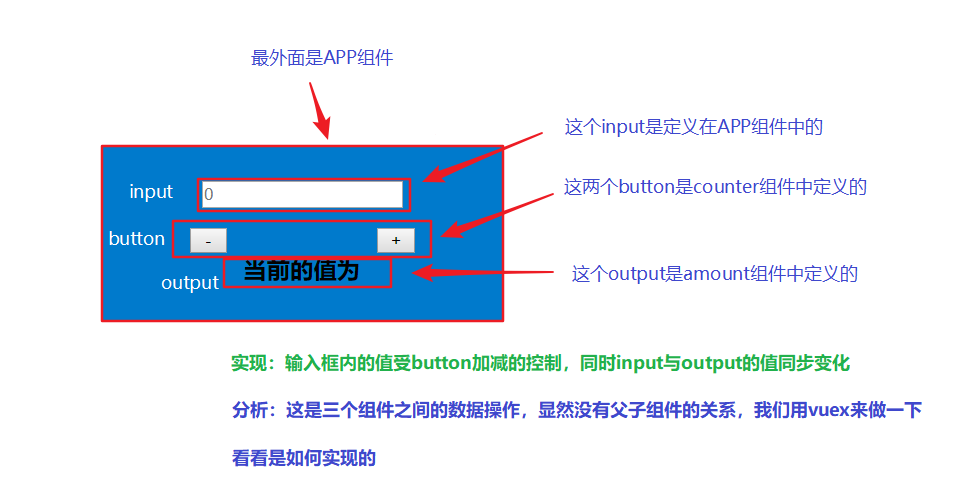 最外面是APP组件
这个input是定义在APP组件中的
input
0
这两个button是counter组件中定义的
button
-
+
当前的值为
output
这个output是amount组件中定义的
实现：输入框内的值受button加减的控制，同时input与output的值同步变化
分析：这是三个组件之间的数据操作，显然没有父子组件的关系，我们用vuex来做一下
看看是如何实现的